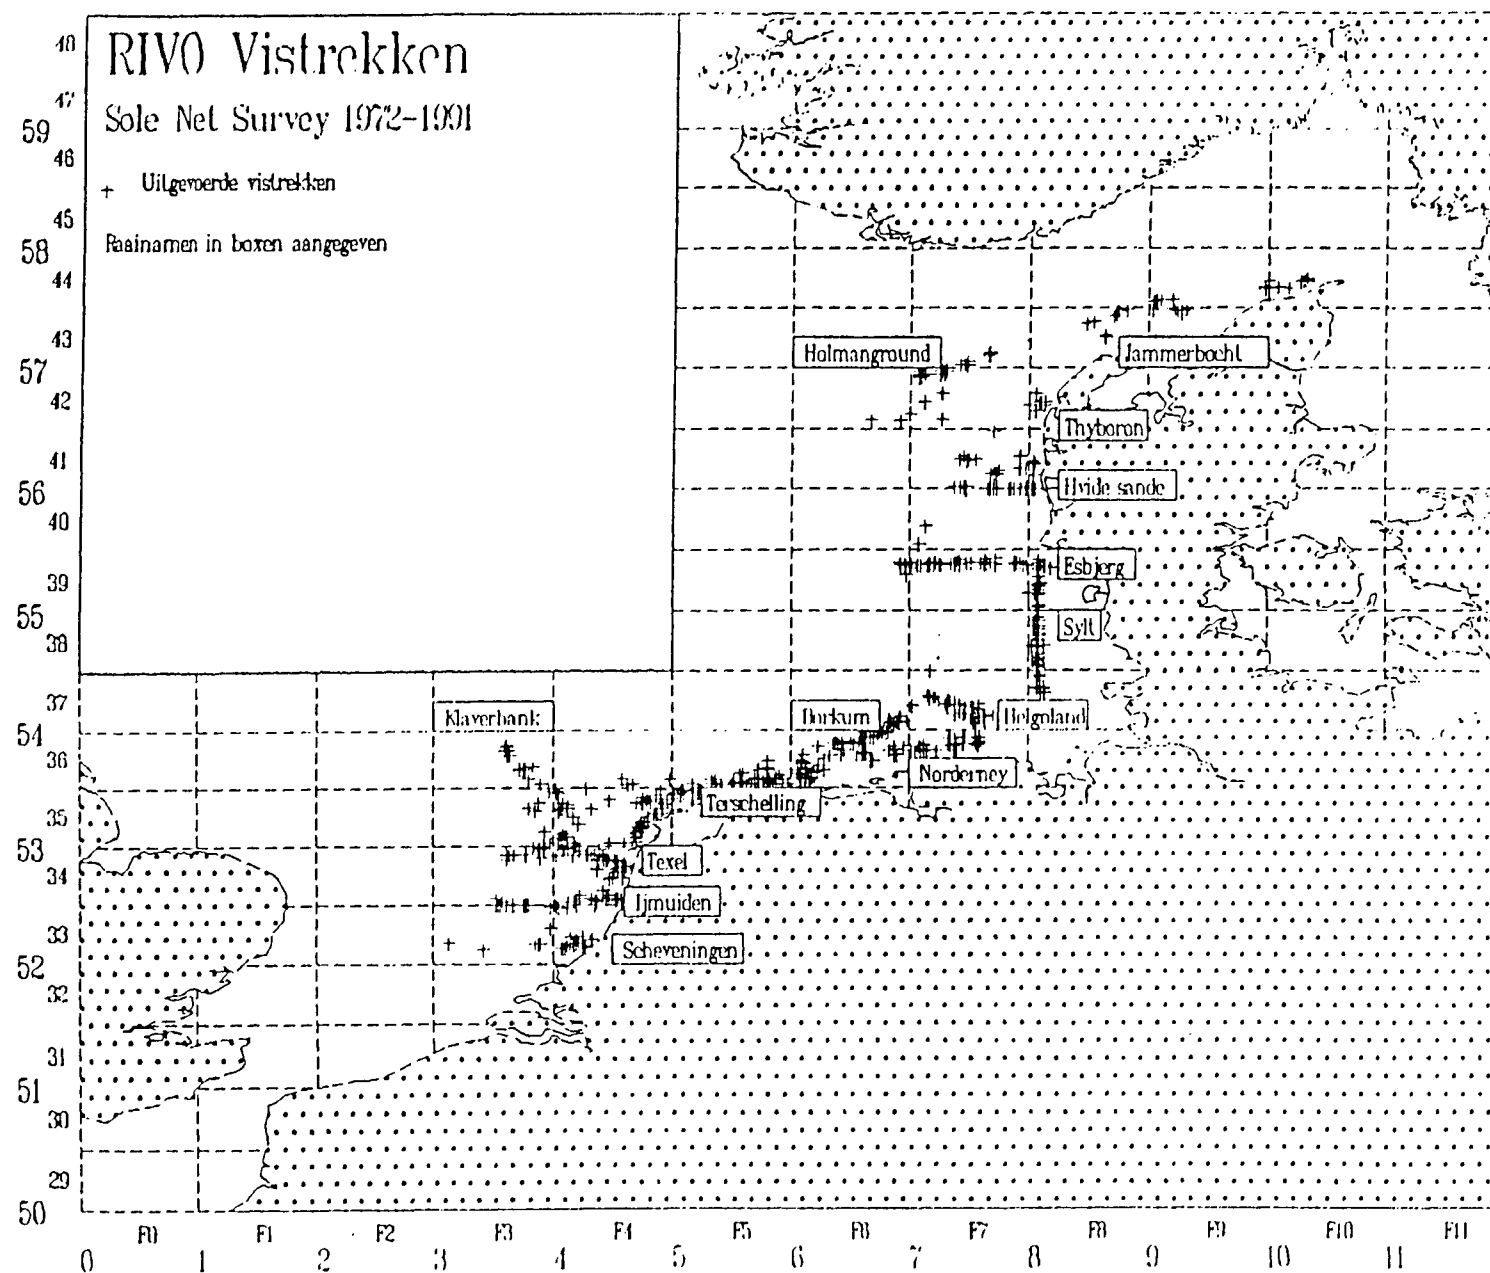 RIVO Vistrekken
Sole Net Survey 1972-1991
+ Uitgevoerde vistrekken
Raainamen in boxen aangegeven
48
47
59
46
45
58
44
43
57
42
41
56
40
39
55
38
37
54
36
35
53
34
33
52
32
31
51
30
29
50
Holmanground
Jammerbocht
Thyboron
Hvide sande
Esbjerg
Sylt
Klaverbank
Borkum
Helgoland
Norderney
Terschelling
Texel
Ijmuiden
Scheveningen
F0 F1 F2 F3 F4 F5 F6 F7 F8 F9 F10 F11
0 1 2 3 4 5 6 7 8 9 10 11